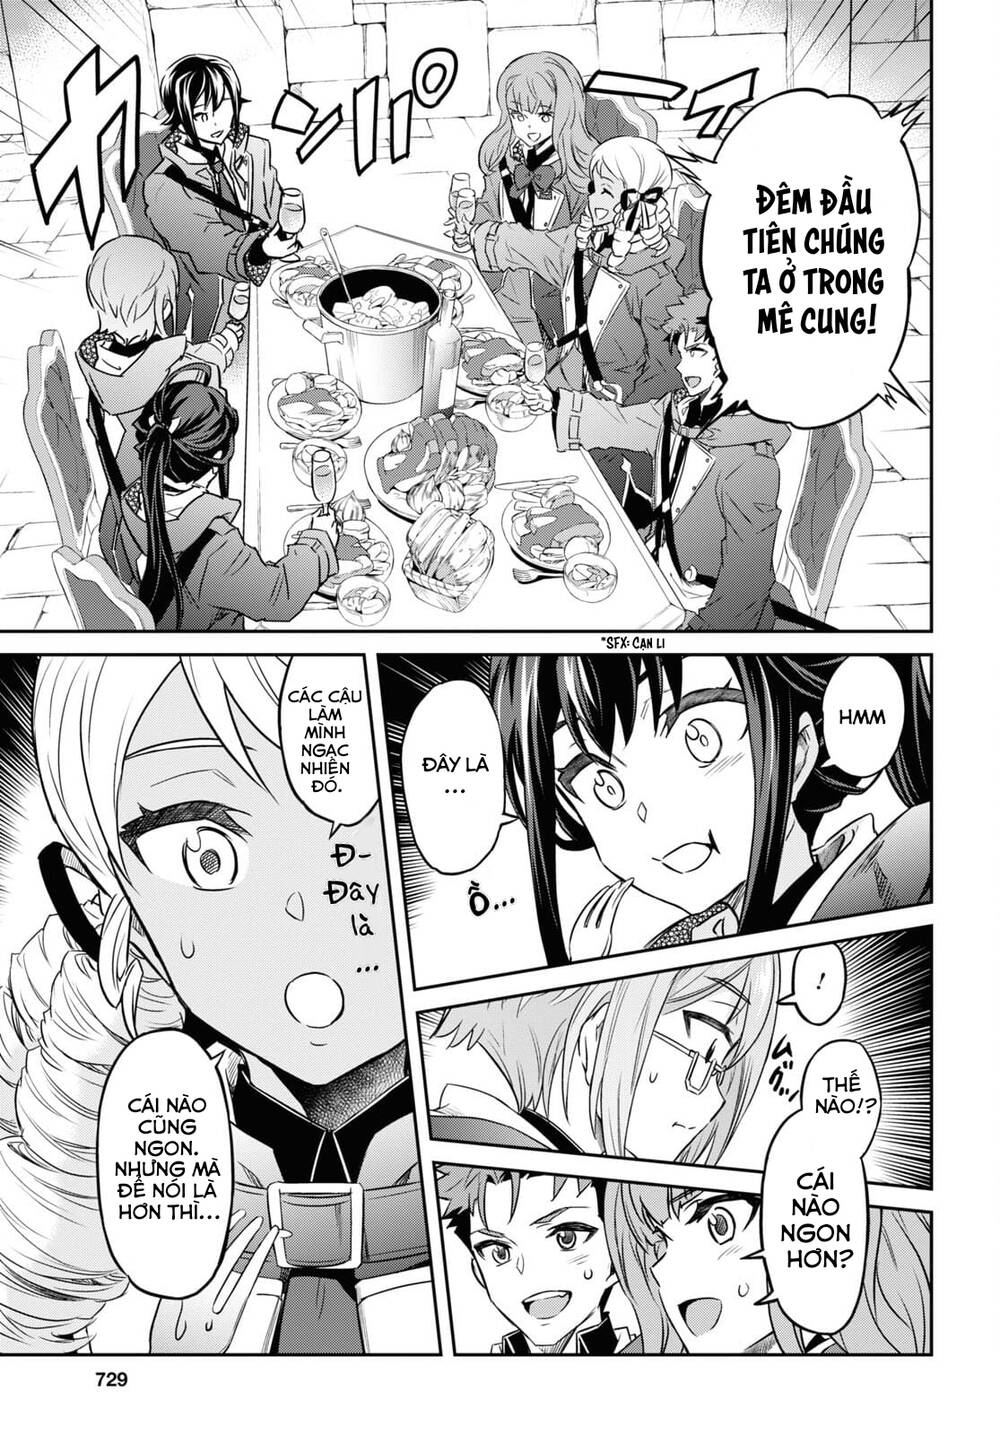 カンパーイ
ĐÊM ĐẦU
TIÊN CHÚNG
TA Ở TRONG
MÊ CUNG!
*SFX: CẠN LI
HMM
ĐÂY LÀ
...
Ồ...
CÁC CẬU
LÀM
MÌNH
NGẠC
NHIÊN
ĐÓ.
Đ-
Đây
là
...
!
THẾ
NÀO!?
CÁI
NÀO
NGON
HƠN?
CÁI NÀO
CŨNG
NGON.
NHƯNG MÀ
ĐỂ NÓI LÀ
HƠN THÌ...
729